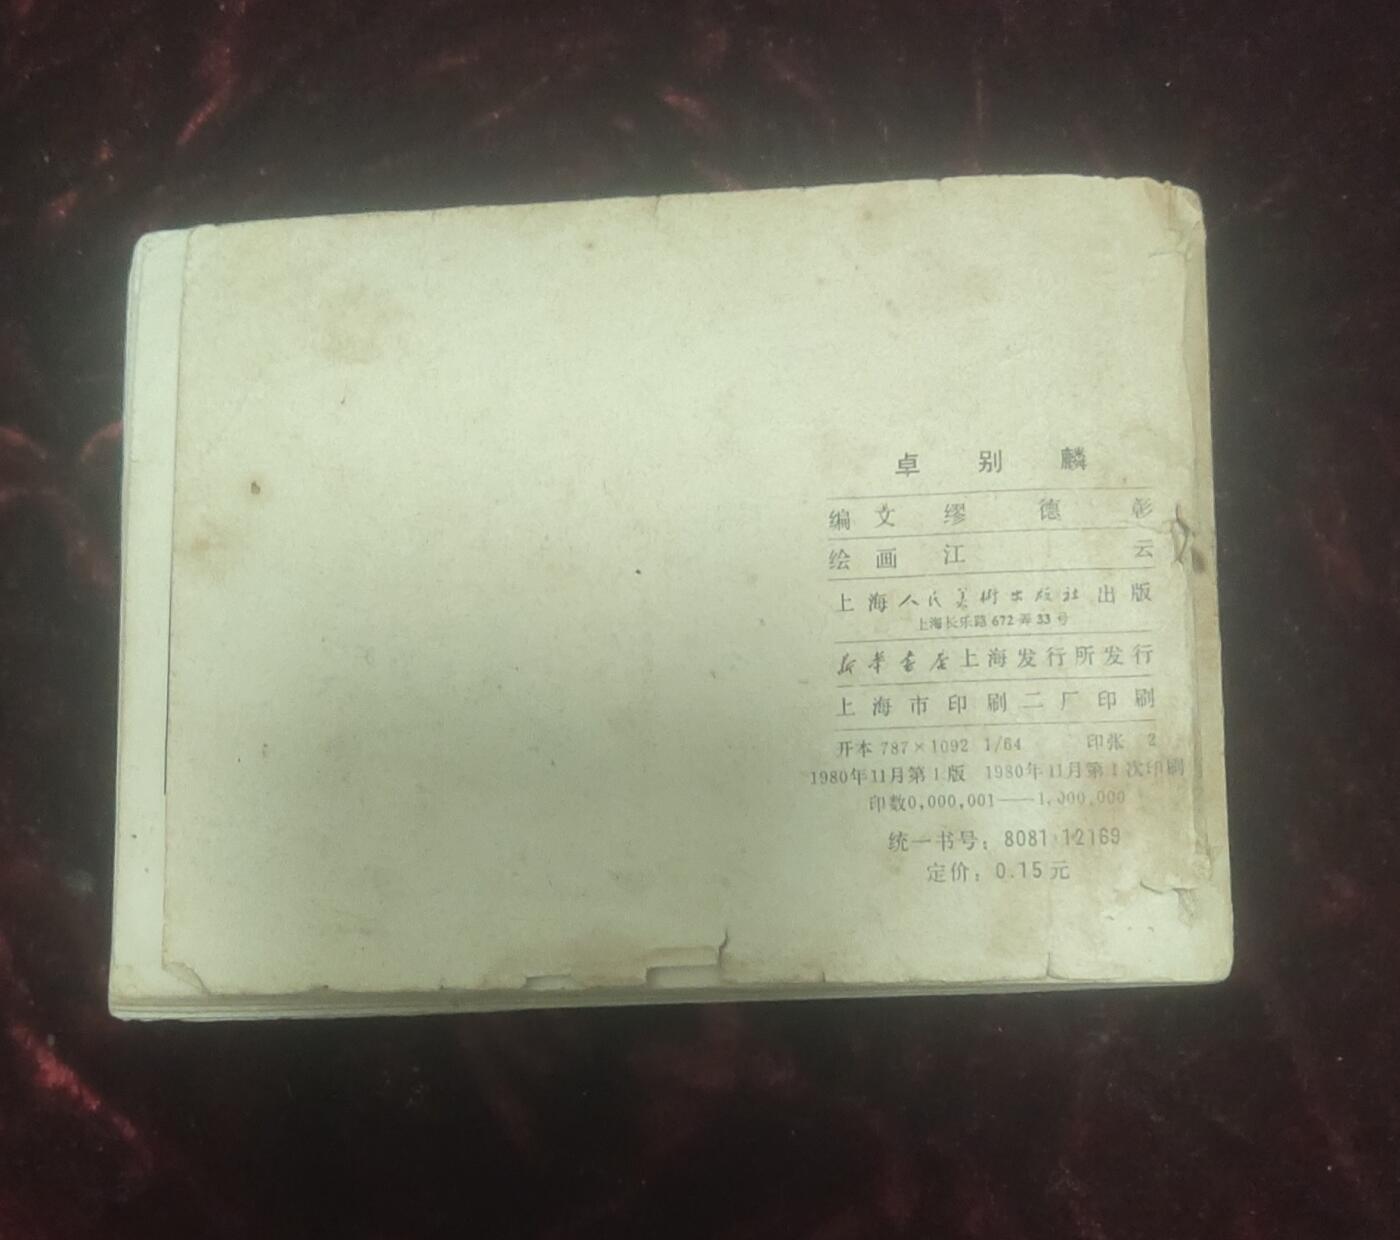 卓别麟
编文 缪德彰
绘画 江云
上海人民美術出版社出版
上海长乐路672弄33号
新华书店上海发行所发行
上海市印刷二厂印刷
开本 787×1092 1/64 印张 2
1980年11月第1版 1980年11月第1次印刷
印数0,000,001——1,000,000
统一书号：8081·12169
定价：0.15元